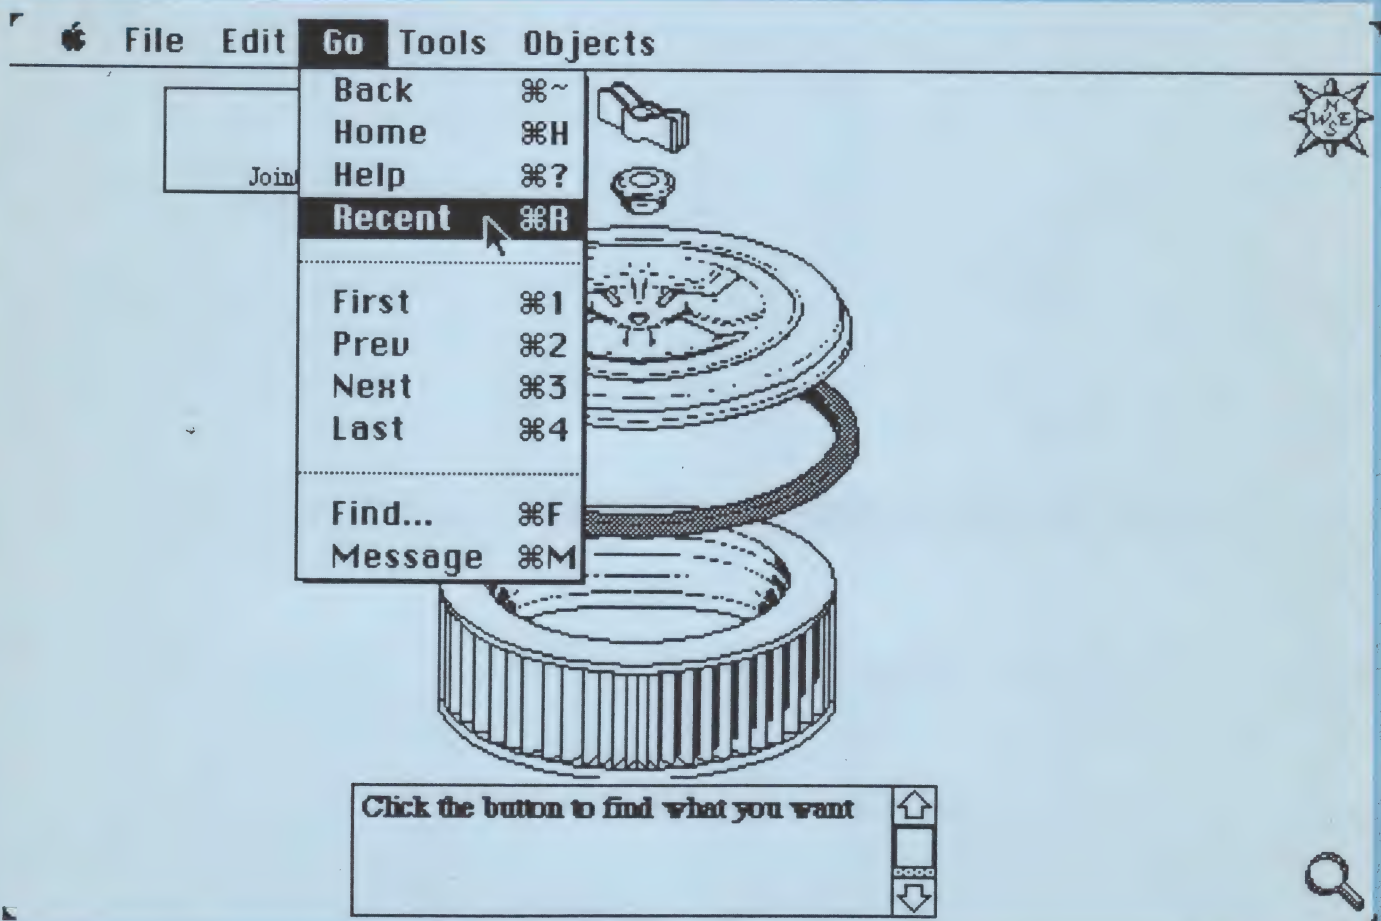 File Edit Go Tools Objects
Back ⌘~
Home ⌘H
Help ⌘?
Recent ⌘R
First ⌘1
Prev ⌘2
Next ⌘3
Last ⌘4
Find... ⌘F
Message ⌘M
N
W E
S
Click the button to find what you want